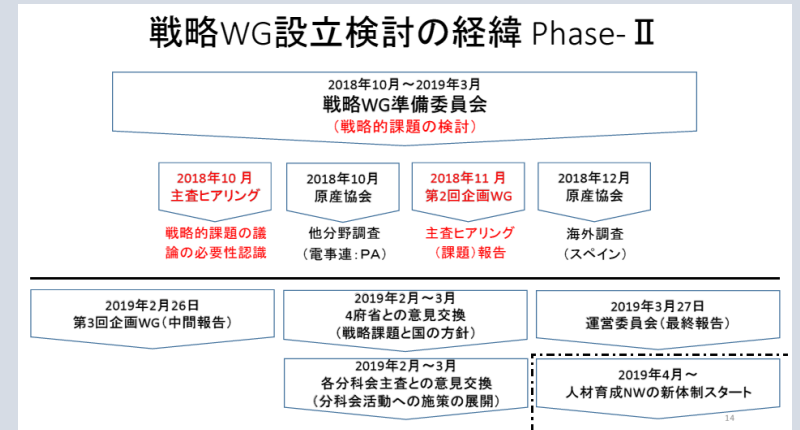 戦略WG設立検討の経緯 Phase-Ⅱ
2018年10月～2019年3月
戦略WG準備委員会
（戦略的課題の検討）
2018年10 月
主査ヒアリング
戦略的課題の議
論の必要性認識
2018年10月
原産協会
他分野調査
（電事連：PA）
2018年11 月
第2回企画WG
主査ヒアリング
（課題）報告
2018年12月
原産協会
海外調査
（スペイン）
2019年2月26日
第3回企画WG（中間報告）
2019年2月～3月
4府省との意見交換
（戦略課題と国の方針）
2019年3月27日
運営委員会（最終報告）
2019年2月～3月
各分科会主査との意見交換
（分科会活動への施策の展開）
2019年4月～
人材育成NWの新体制スタート
14